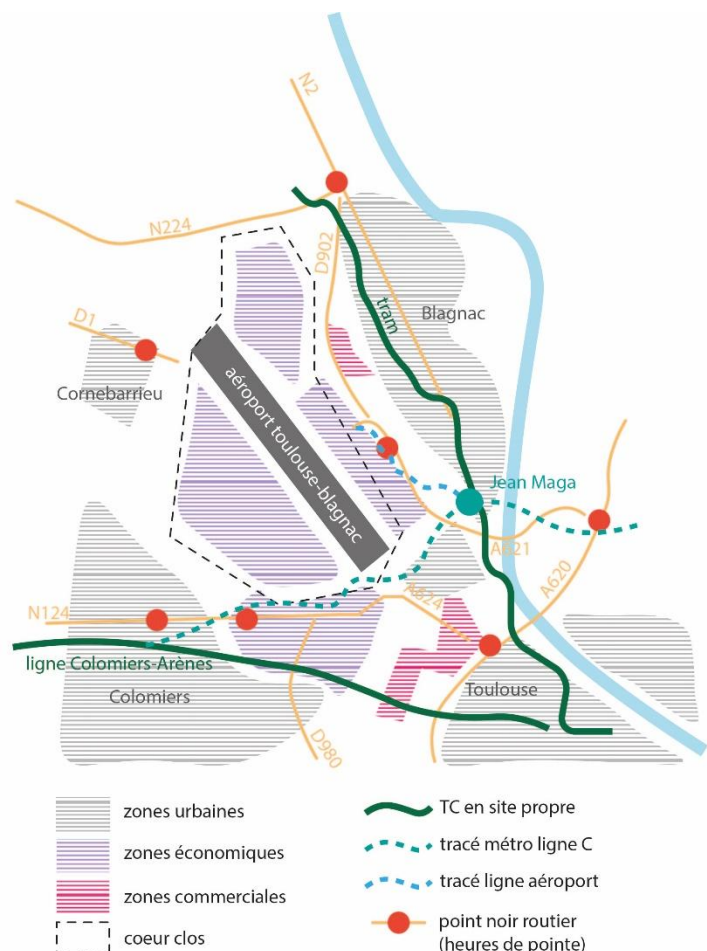 N2
N224
D902
tram
Blagnac
D1
Cornebarrieu
aéroport toulouse-blagnac
Jean Maga
A621
A620
N124
A624
ligne Colomiers-Arènes
Colomiers
Toulouse
D980
zones urbaines
TC en site propre
zones économiques
tracé métro ligne C
zones commerciales
tracé ligne aéroport
coeur clos
point noir routier
(heures de pointe)